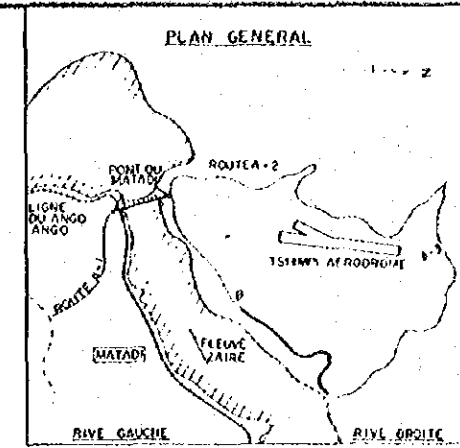 PLAN GENERAL
PONT DU
MATADI
ROUTE A-2
LIGNE
DU ANGO
ANGO
AERODROME
ROUTE A-1
MATADI
FLEUVE
ZAIRE
RIVE GAUCHE
RIVE DROITE